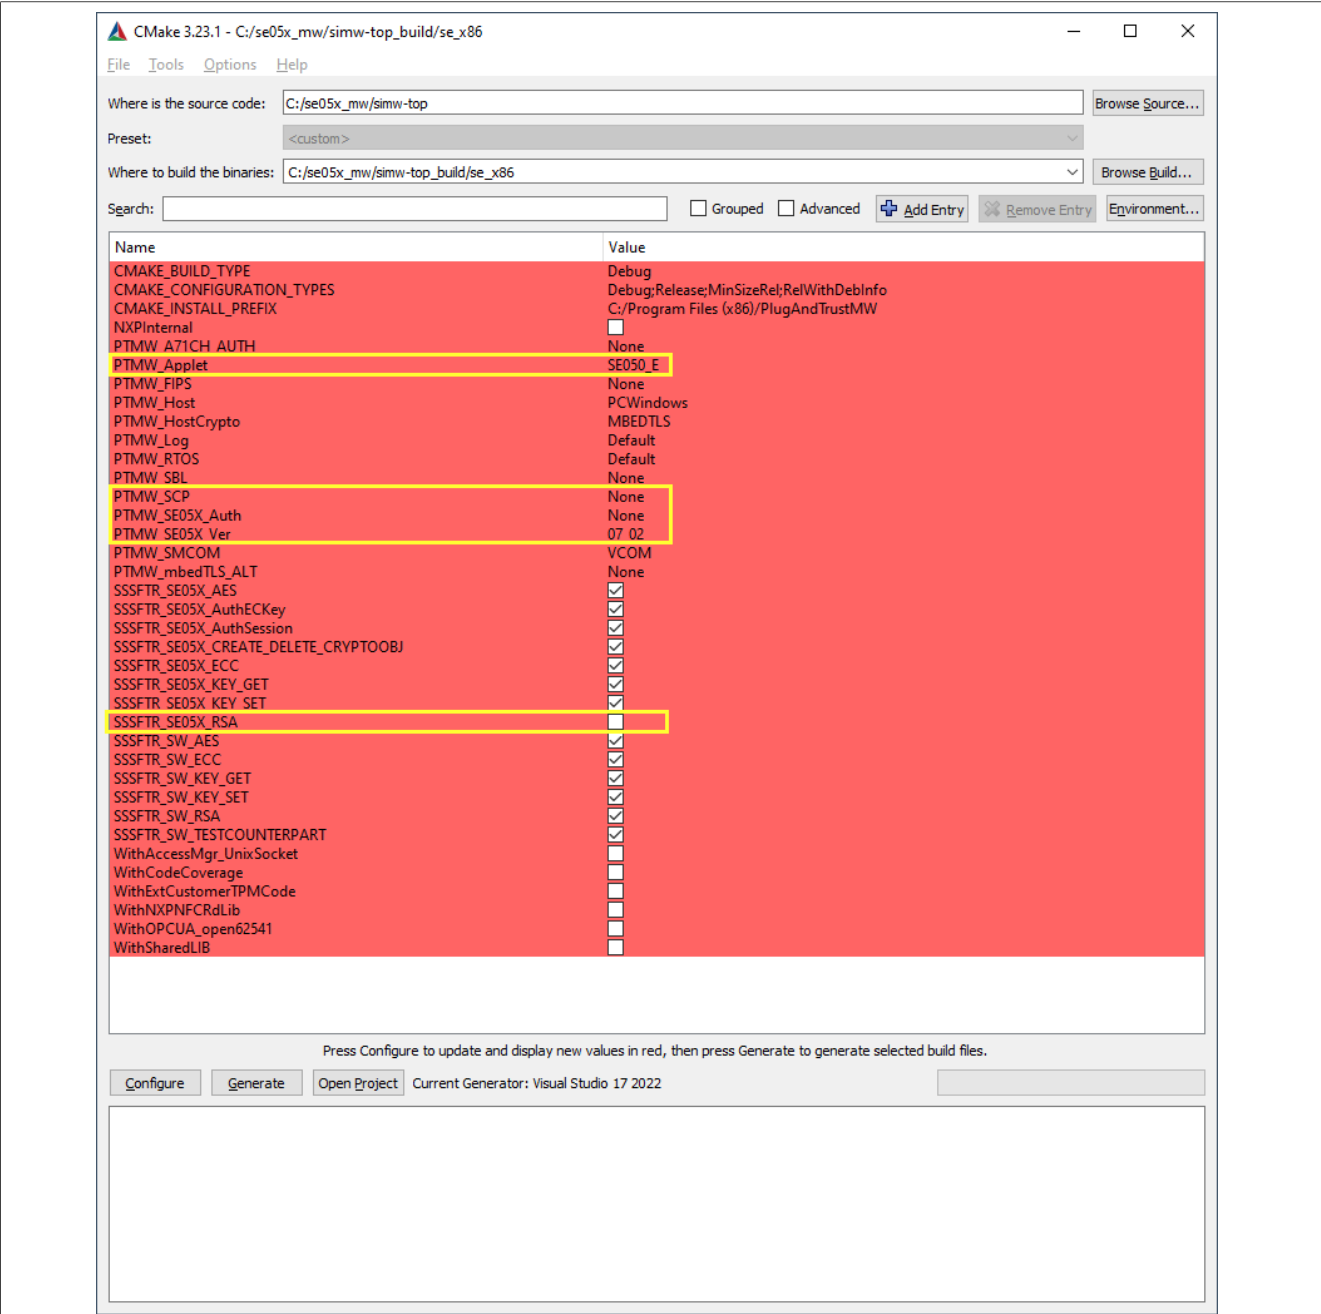 CMake 3.23.1 - C:/se05x_mw/simw-top_build/se_x86
File Tools Options Help
Where is the source code: C:/se05x_mw/simw-top Browse Source...
Preset: <custom>
Where to build the binaries: C:/se05x_mw/simw-top_build/se_x86 Browse Build...
Search: Grouped Advanced Add Entry Remove Entry Environment...
Name Value
CMAKE_BUILD_TYPE Debug
CMAKE_CONFIGURATION_TYPES Debug;Release;MinSizeRel;RelWithDebInfo
CMAKE_INSTALL_PREFIX C:/Program Files (x86)/PlugAndTrustMW
NXPInternal
PTMW_A71CH_AUTH None
PTMW_Applet SE050_E
PTMW_FIPS None
PTMW_Host PCWindows
PTMW_HostCrypto MBEDTLS
PTMW_Log Default
PTMW_RTOS Default
PTMW_SBL None
PTMW_SCP None
PTMW_SE05X_Auth None
PTMW_SE05X_Ver 07_02
PTMW_SMCOM VCOM
PTMW_mbedTLS_ALT None
SSSFTR_SE05X_AES
SSSFTR_SE05X_AuthECKey
SSSFTR_SE05X_AuthSession
SSSFTR_SE05X_CREATE_DELETE_CRYPTOOBJ
SSSFTR_SE05X_ECC
SSSFTR_SE05X_KEY_GET
SSSFTR_SE05X_KEY_SET
SSSFTR_SE05X_RSA
SSSFTR_SW_AES
SSSFTR_SW_ECC
SSSFTR_SW_KEY_GET
SSSFTR_SW_KEY_SET
SSSFTR_SW_RSA
SSSFTR_SW_TESTCOUNTERPART
WithAccessMgr_UnixSocket
WithCodeCoverage
WithExtCustomerTPMCode
WithNXPNFCRdLib
WithOPCUA_open62541
WithSharedLIB
Press Configure to update and display new values in red, then press Generate to generate selected build files.
Configure Generate Open Project Current Generator: Visual Studio 17 2022